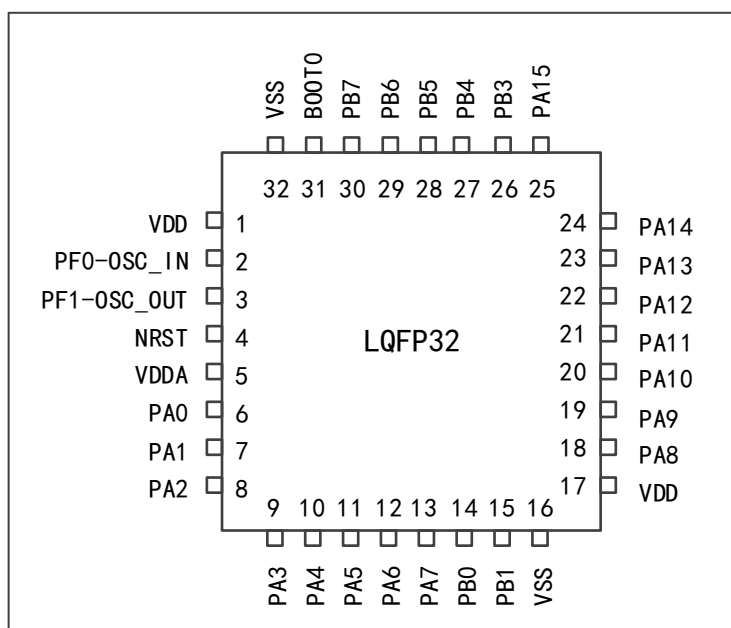 VSS
BOOT0
PB7
PB6
PB5
PB4
PB3
PA15
32 31 30 29 28 27 26 25
VDD 1
PF0-OSC_IN 2
PF1-OSC_OUT 3
NRST 4
VDDA 5
PA0 6
PA1 7
PA2 8
LQFP32
24 PA14
23 PA13
22 PA12
21 PA11
20 PA10
19 PA9
18 PA8
17 VDD
9 10 11 12 13 14 15 16
PA3
PA4
PA5
PA6
PA7
PB0
PB1
VSS